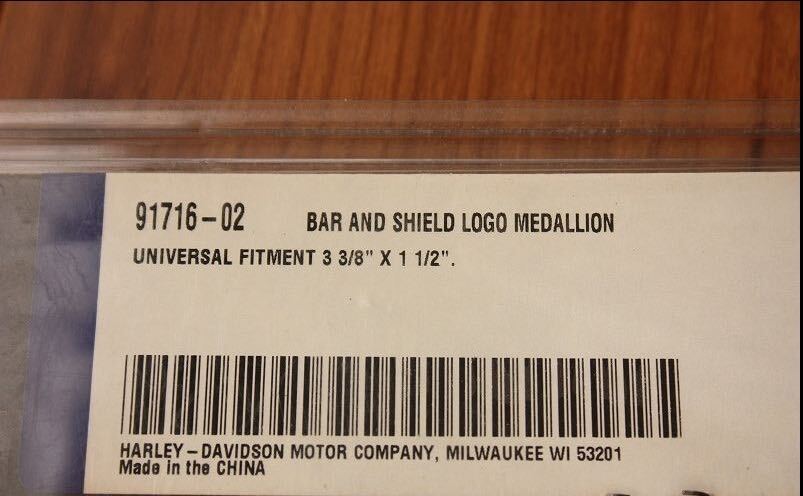 91716-02 BAR AND SHIELD LOGO MEDALLION
UNIVERSAL FITMENT 3 3/8" X 1 1/2".
HARLEY-DAVIDSON MOTOR COMPANY, MILWAUKEE WI 53201
Made in the CHINA